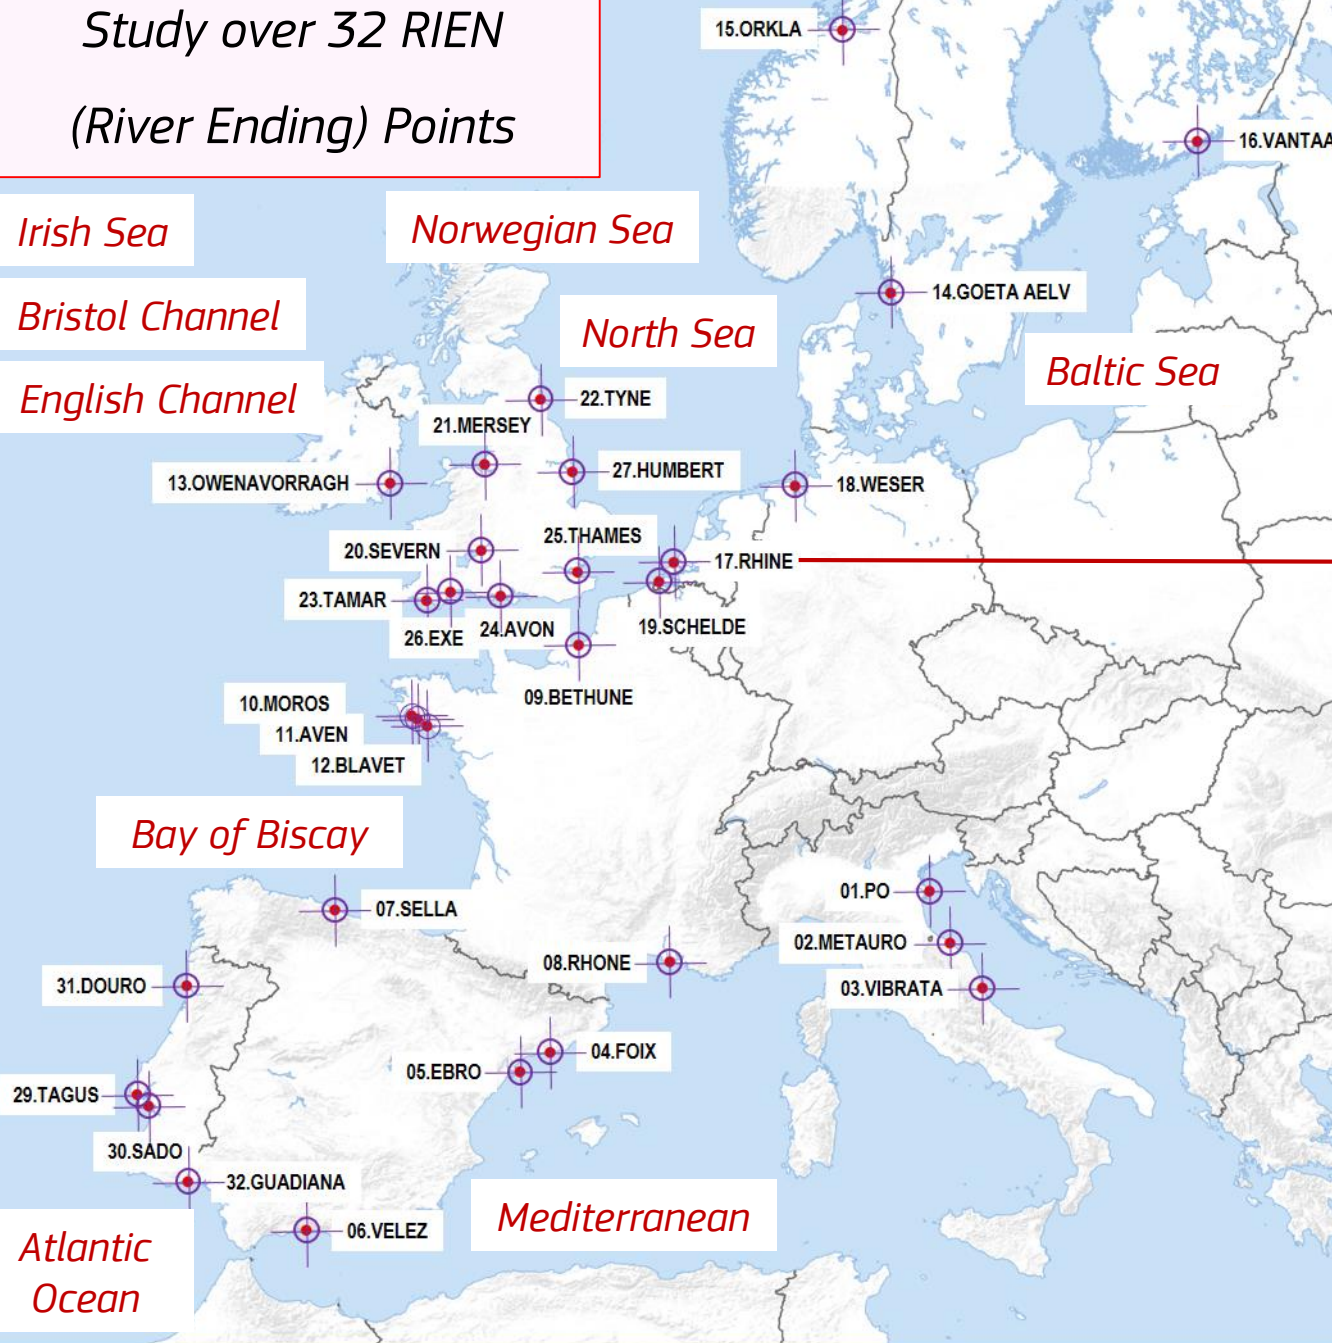 Study over 32 RIEN
(River Ending) Points
15.ORKLA
16.VANTAA
Irish Sea
Norwegian Sea
14.GOETA AELV
Bristol Channel
North Sea
Baltic Sea
English Channel
22.TYNE
21.MERSEY
27.HUMBERT
13.OWENAVORRAGH
18.WESER
25.THAMES
20.SEVERN
17.RHINE
23.TAMAR
19.SCHELDE
24.AVON
26.EXE
09.BETHUNE
10.MOROS
11.AVEN
12.BLAVET
Bay of Biscay
01.PO
07.SELLA
02.METAURO
08.RHONE
31.DOURO
03.VIBRATA
04.FOIX
05.EBRO
29.TAGUS
30.SADO
32.GUADIANA
Mediterranean
06.VELEZ
Atlantic
Ocean